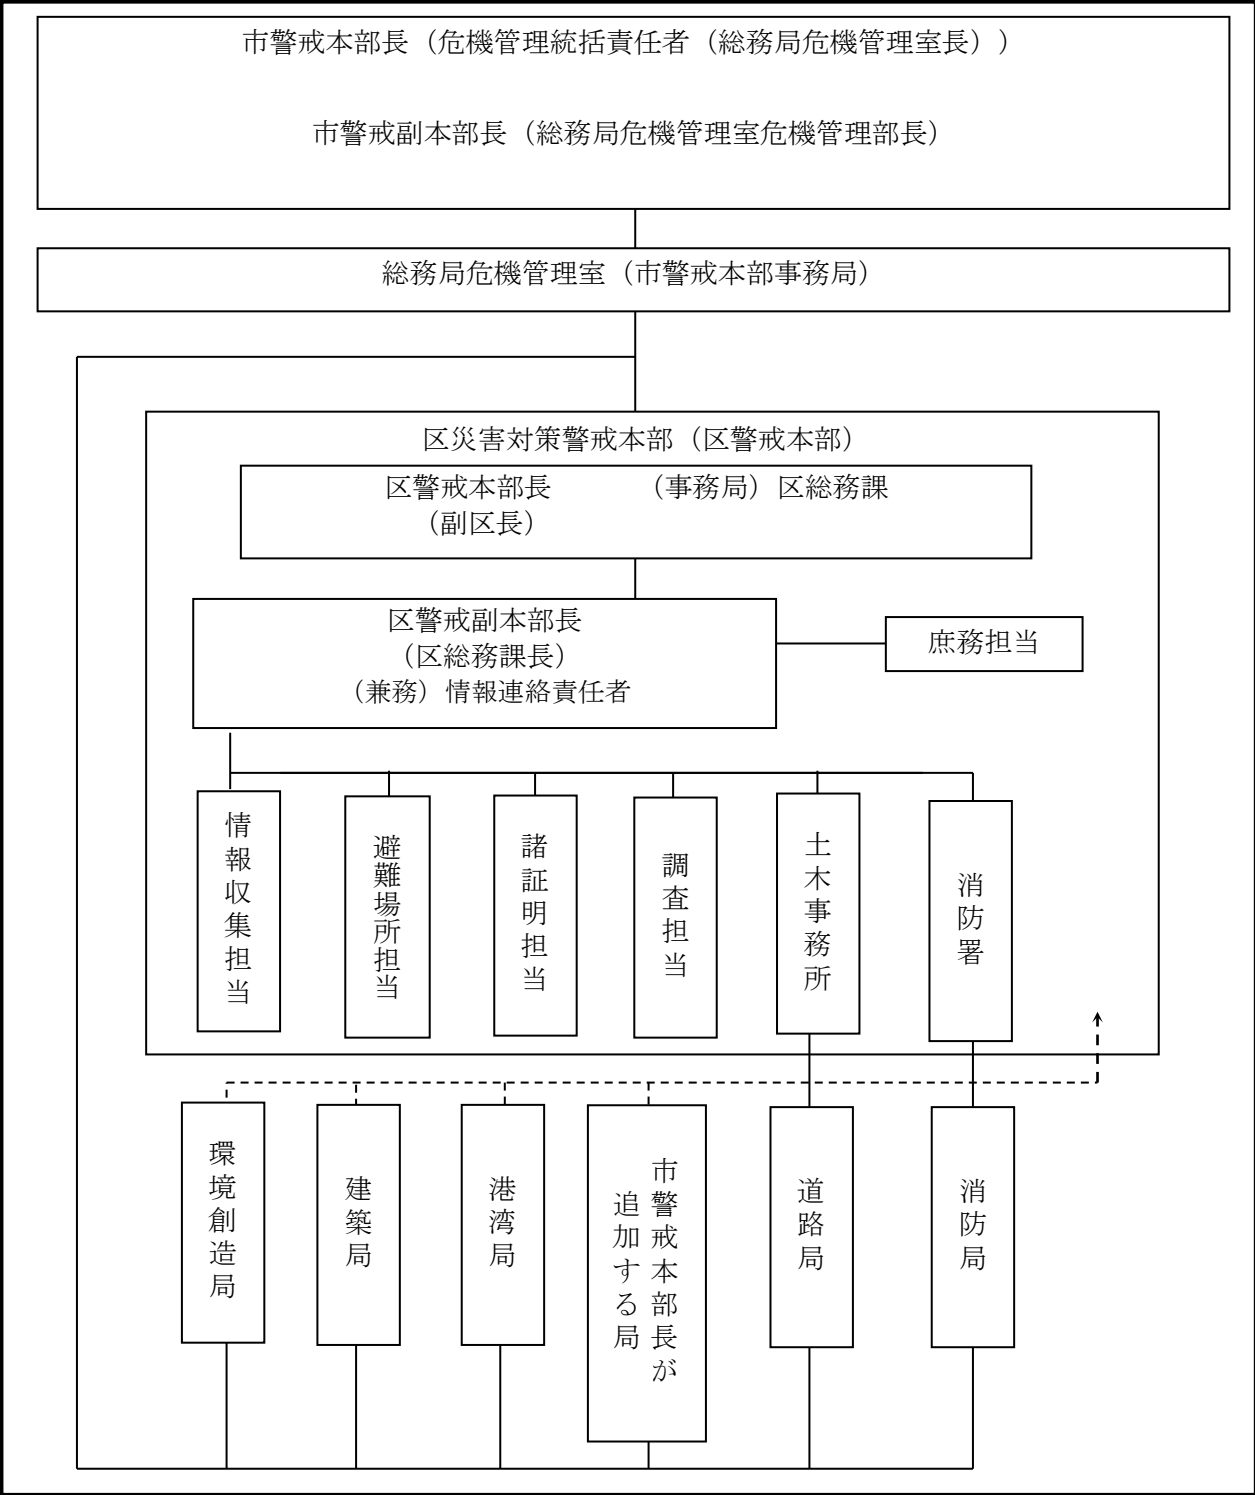 市警戒本部長（危機管理統括責任者（総務局危機管理室長））
市警戒副本部長（総務局危機管理室危機管理部長）
総務局危機管理室（市警戒本部事務局）
区災害対策警戒本部（区警戒本部）
区警戒本部長　　　（事務局）区総務課
（副区長）
区警戒副本部長
（区総務課長）
（兼務）情報連絡責任者
庶務担当
情報収集担当
避難場所担当
諸証明担当
調査担当
土木事務所
消防署
環境創造局
建築局
港湾局
市警戒本部長が
追加する局
道路局
消防局